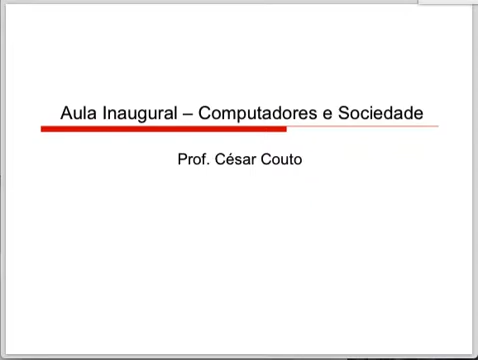 Aula Inaugural – Computadores e Sociedade
Prof. César Couto